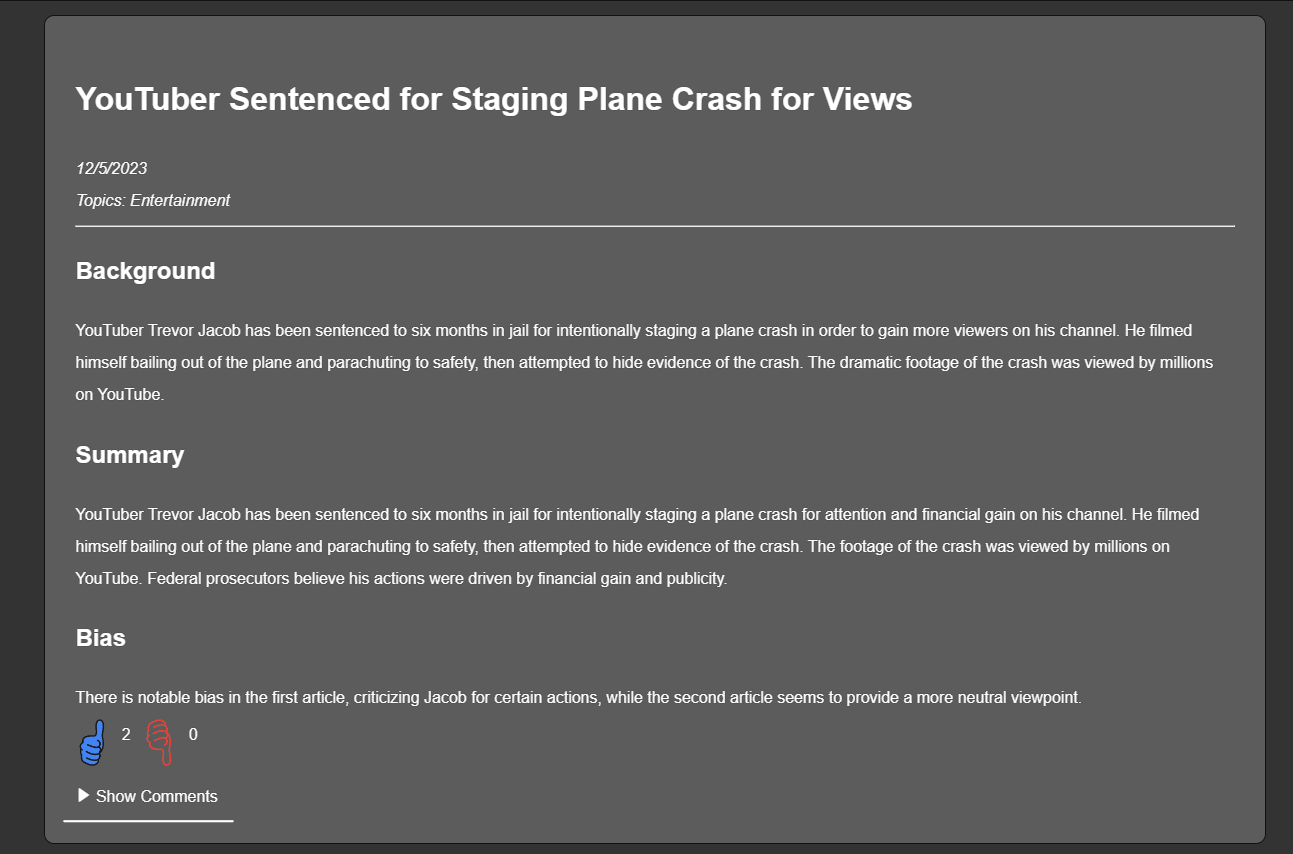 YouTuber Sentenced for Staging Plane Crash for Views
12/5/2023
Topics: Entertainment
Background
YouTuber Trevor Jacob has been sentenced to six months in jail for intentionally staging a plane crash in order to gain more viewers on his channel. He filmed
himself bailing out of the plane and parachuting to safety, then attempted to hide evidence of the crash. The dramatic footage of the crash was viewed by millions
on YouTube.
Summary
YouTuber Trevor Jacob has been sentenced to six months in jail for intentionally staging a plane crash for attention and financial gain on his channel. He filmed
himself bailing out of the plane and parachuting to safety, then attempted to hide evidence of the crash. The footage of the crash was viewed by millions on
YouTube. Federal prosecutors believe his actions were driven by financial gain and publicity.
Bias
There is notable bias in the first article, criticizing Jacob for certain actions, while the second article seems to provide a more neutral viewpoint.
2 0
Show Comments